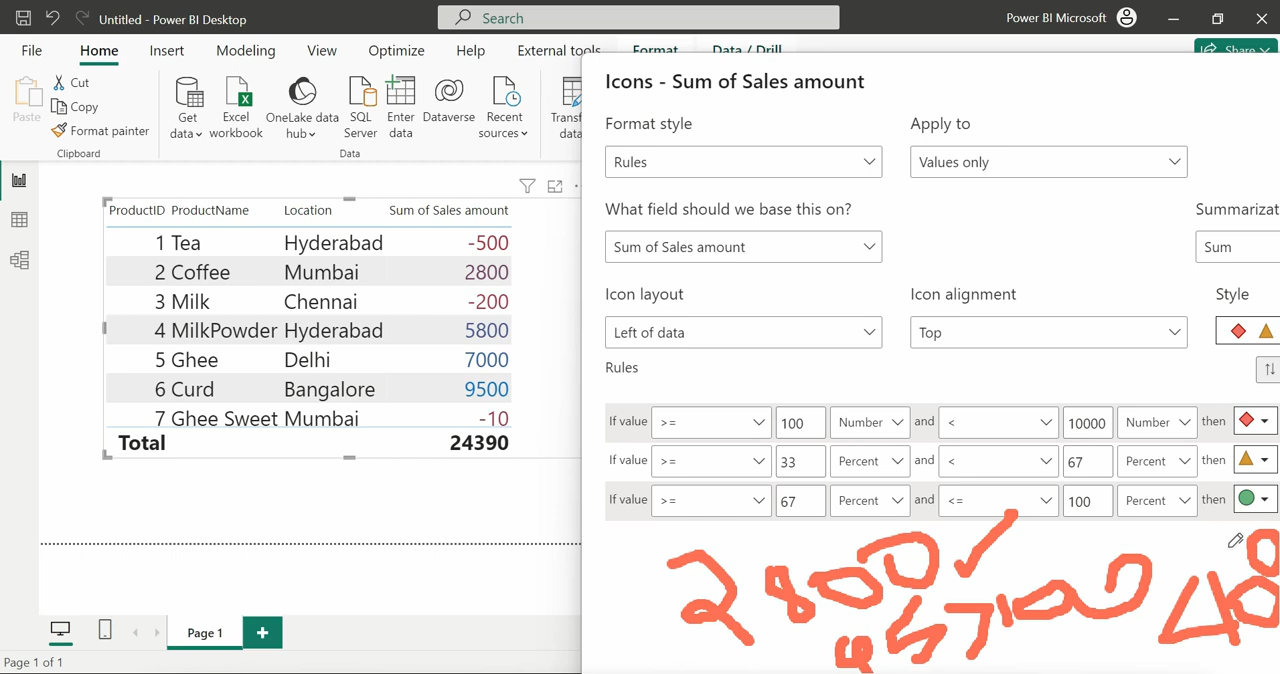 Untitled - Power BI Desktop
Search
Power BI Microsoft
File Home Insert Modeling View Optimize Help External tools Format Data / Drill
Share
Paste
Cut
Copy
Format painter
Clipboard
Get data
Excel workbook
OneLake data hub
SQL Server
Enter data
Dataverse
Recent sources
Data
ProductID ProductName Location Sum of Sales amount
1 Tea Hyderabad -500
2 Coffee Mumbai 2800
3 Milk Chennai -200
4 MilkPowder Hyderabad 5800
5 Ghee Delhi 7000
6 Curd Bangalore 9500
7 Ghee Sweet Mumbai -10
Total 24390
Icons - Sum of Sales amount
Format style Apply to
Rules Values only
What field should we base this on?
Sum of Sales amount Sum
Icon layout Icon alignment Style
Left of data Top
Rules
If value >= 100 Number and < 10000 Number then
If value >= 33 Percent and < 67 Percent then
If value >= 67 Percent and <= 100 Percent then
2800
Page 1
Page 1 of 1